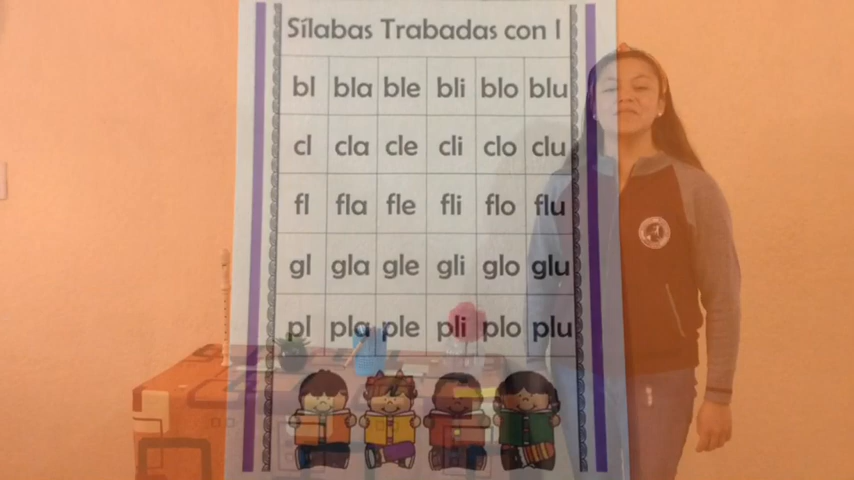 Sílabas Trabadas con l
bl bla ble bli blo blu
cl cla cle cli clo clu
fl fla fle fli flo flu
gl gla gle gli glo glu
pl pla ple pli plo plu